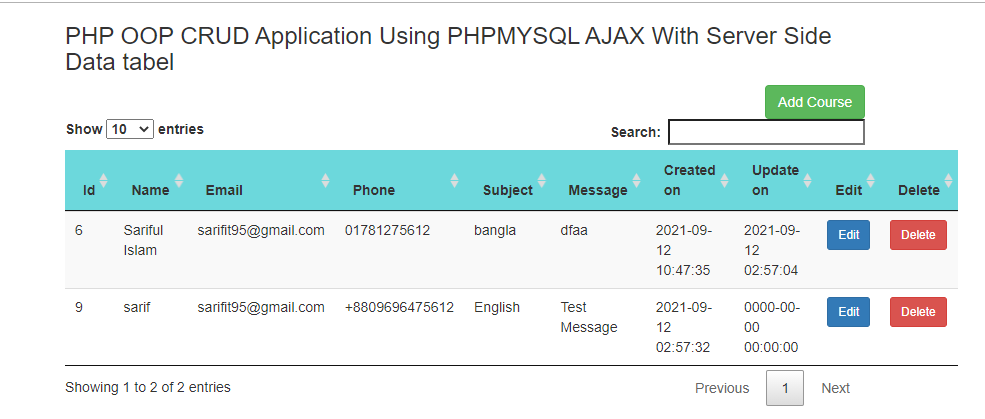 PHP OOP CRUD Application Using PHPMYSQL AJAX With Server Side
Data tabel
Add Course
Show 10 entries
Search:
Id Name Email Phone Subject Message Created on Update on Edit Delete
6 Sariful Islam sarifit95@gmail.com 01781275612 bangla dfaa 2021-09-12 10:47:35 2021-09-12 02:57:04 Edit Delete
9 sarif sarifit95@gmail.com +8809696475612 English Test Message 2021-09-12 02:57:32 0000-00-00 00:00:00 Edit Delete
Showing 1 to 2 of 2 entries
Previous 1 Next